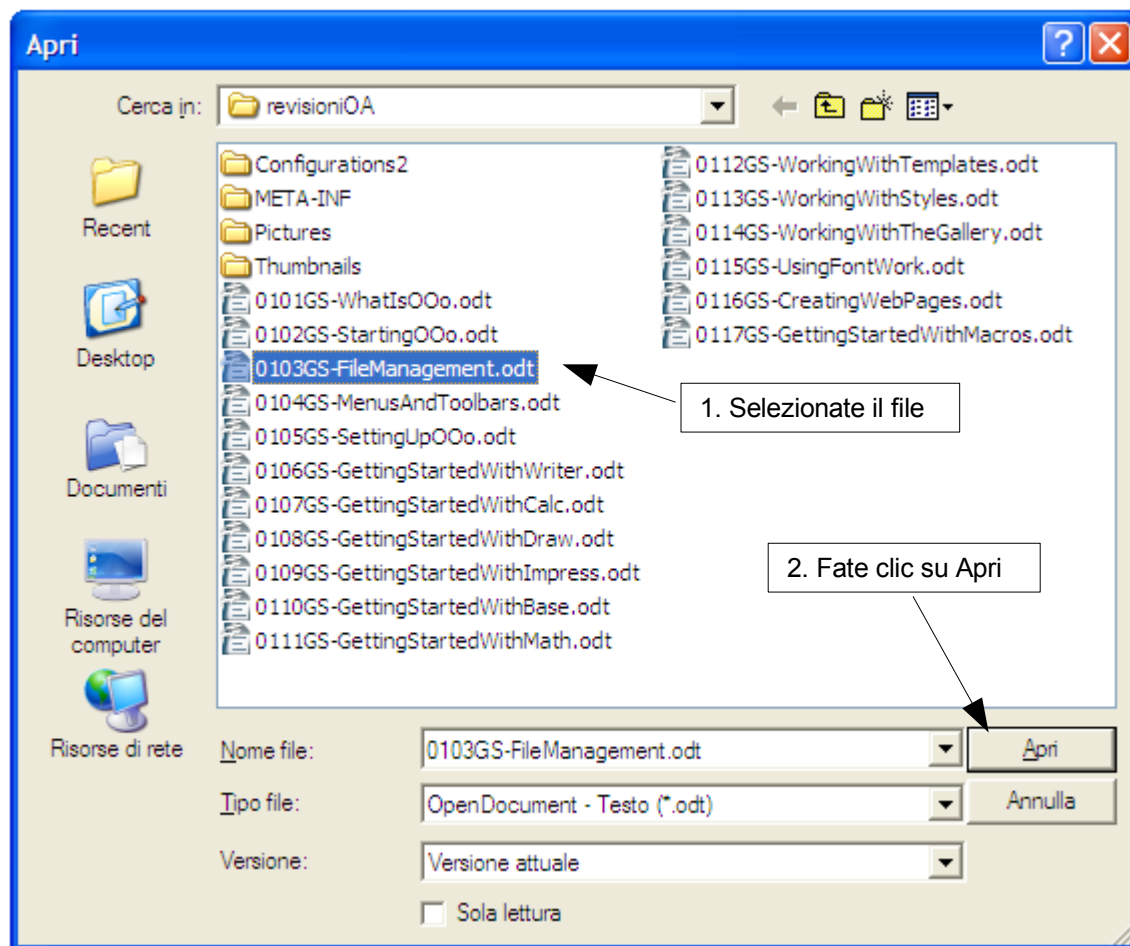 Apri
Cerca in: revisioniOA
Recent
Desktop
Documenti
Risorse del
computer
Risorse di rete
Configurations2
META-INF
Pictures
Thumbnails
0101GS-WhatIsOOo.odt
0102GS-StartingOOo.odt
0103GS-FileManagement.odt
0104GS-MenusAndToolbars.odt
0105GS-SettingUpOOo.odt
0106GS-GettingStartedWithWriter.odt
0107GS-GettingStartedWithCalc.odt
0108GS-GettingStartedWithDraw.odt
0109GS-GettingStartedWithImpress.odt
0110GS-GettingStartedWithBase.odt
0111GS-GettingStartedWithMath.odt
0112GS-WorkingWithTemplates.odt
0113GS-WorkingWithStyles.odt
0114GS-WorkingWithTheGallery.odt
0115GS-UsingFontWork.odt
0116GS-CreatingWebPages.odt
0117GS-GettingStartedWithMacros.odt
1. Selezionate il file
2. Fate clic su Apri
Nome file: 0103GS-FileManagement.odt Apri
Tipo file: OpenDocument - Testo (*.odt) Annulla
Versione: Versione attuale
Sola lettura